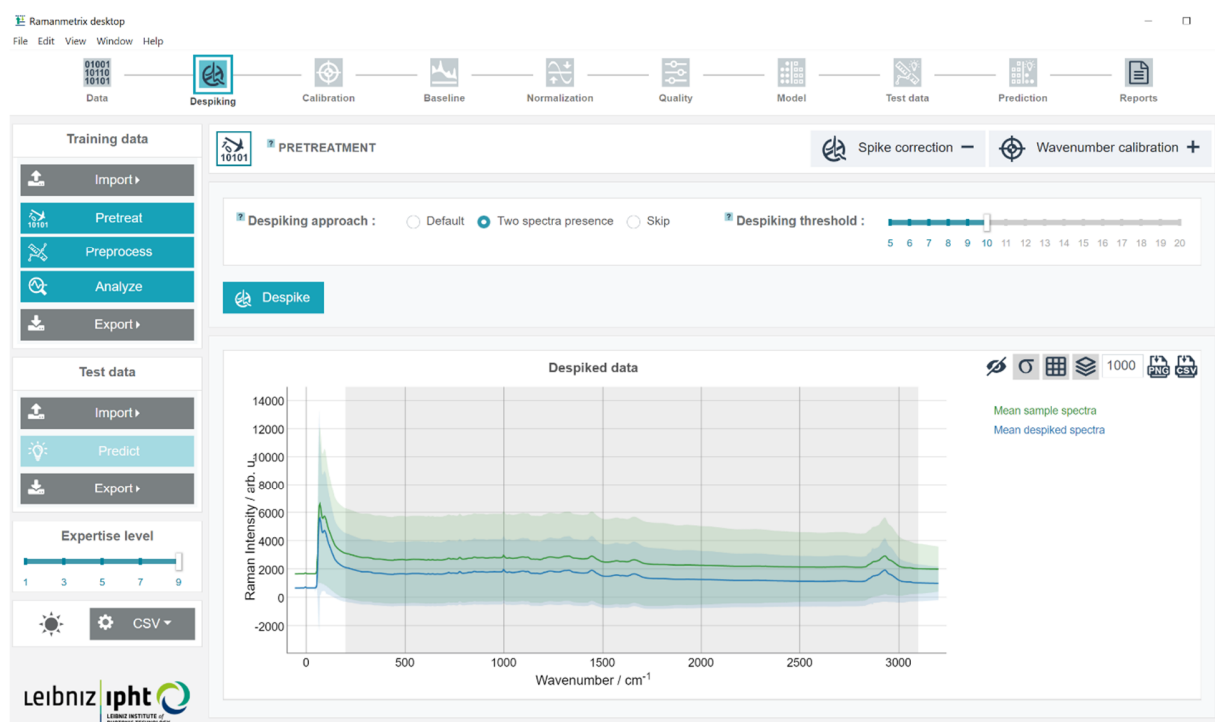 Ramanmetrix desktop
File Edit View Window Help
01001
10110
10101
Data
Despiking
Calibration
Baseline
Normalization
Quality
Model
Test data
Prediction
Reports
Training data
Import
10101
Pretreat
Preprocess
Analyze
Export
Test data
Import
Predict
Export
Expertise level
1 3 5 7 9
CSV
Leibniz ipht
LEIBNIZ INSTITUTE of
PHOTONIC TECHNOLOGY
10101
? PRETREATMENT
Spike correction −
Wavenumber calibration +
? Despiking approach : Default Two spectra presence Skip
? Despiking threshold :
5 6 7 8 9 10 11 12 13 14 15 16 17 18 19 20
Despike
Despiked data
σ 1000 PNG CSV
Mean sample spectra
Mean despiked spectra
Raman Intensity / arb. u.
14000
12000
10000
8000
6000
4000
2000
0
-2000
0 500 1000 1500 2000 2500 3000
Wavenumber / cm-1